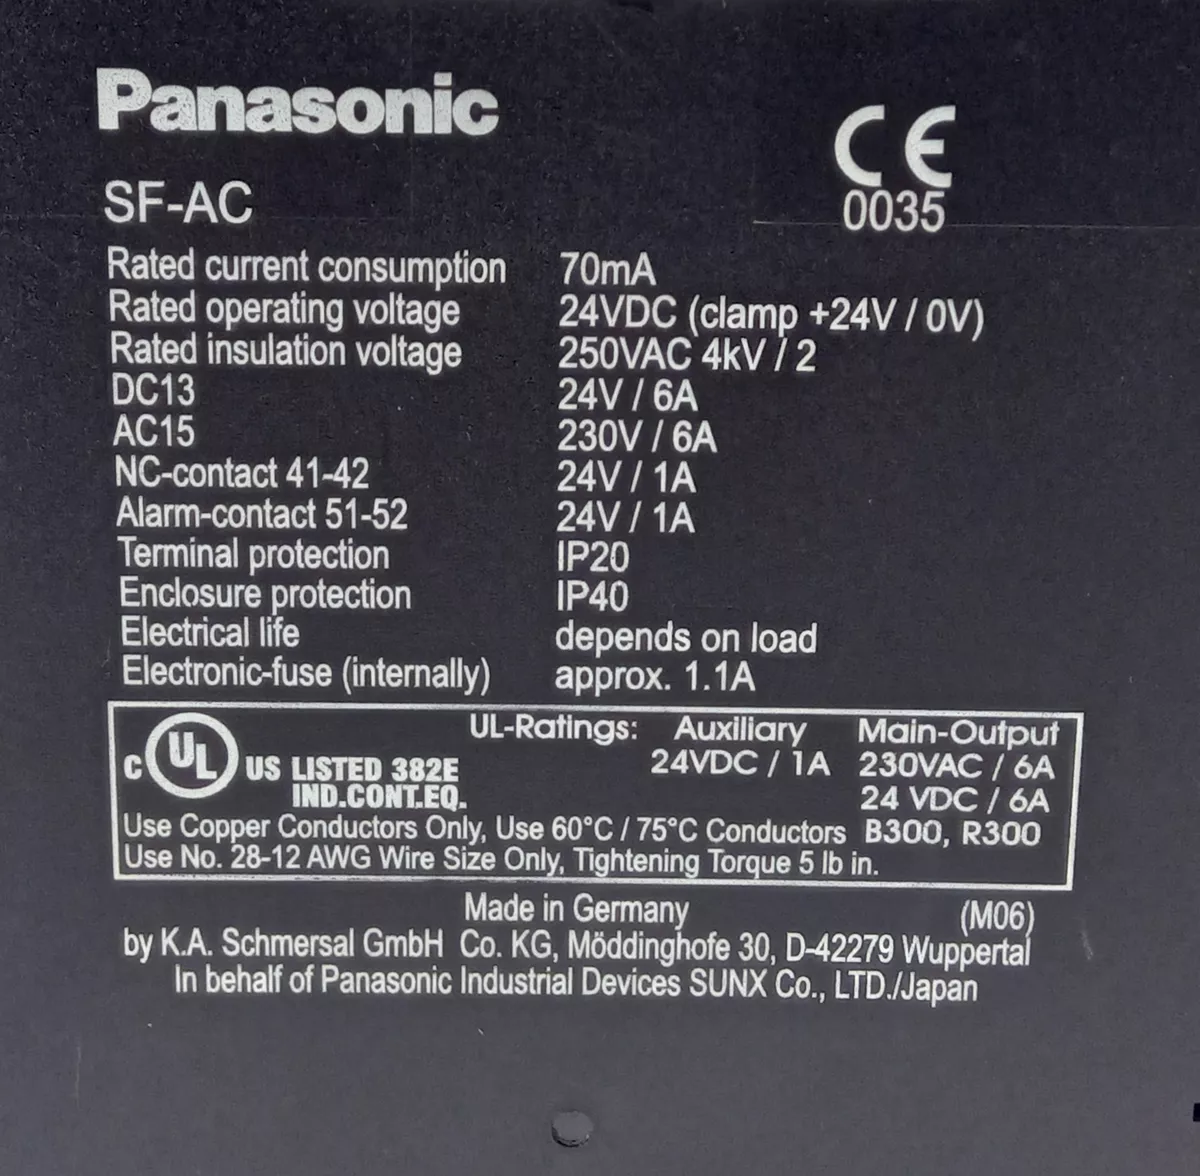 Panasonic
CE
SF-AC
0035
Rated current consumption 70mA
Rated operating voltage 24VDC (clamp +24V / 0V)
Rated insulation voltage 250VAC 4kV / 2
DC13 24V / 6A
AC15 230V / 6A
NC-contact 41-42 24V / 1A
Alarm-contact 51-52 24V / 1A
Terminal protection IP20
Enclosure protection IP40
Electrical life depends on load
Electronic-fuse (internally) approx. 1.1A
UL-Ratings: Auxiliary Main-Output
24VDC / 1A 230VAC / 6A
C UL US LISTED 382E
IND.CONT.EQ. 24 VDC / 6A
Use Copper Conductors Only, Use 60°C / 75°C Conductors B300, R300
Use No. 28-12 AWG Wire Size Only, Tightening Torque 5 lb in.
Made in Germany (M06)
by K.A. Schmersal GmbH Co. KG, Möddinghofe 30, D-42279 Wuppertal
In behalf of Panasonic Industrial Devices SUNX Co., LTD./Japan